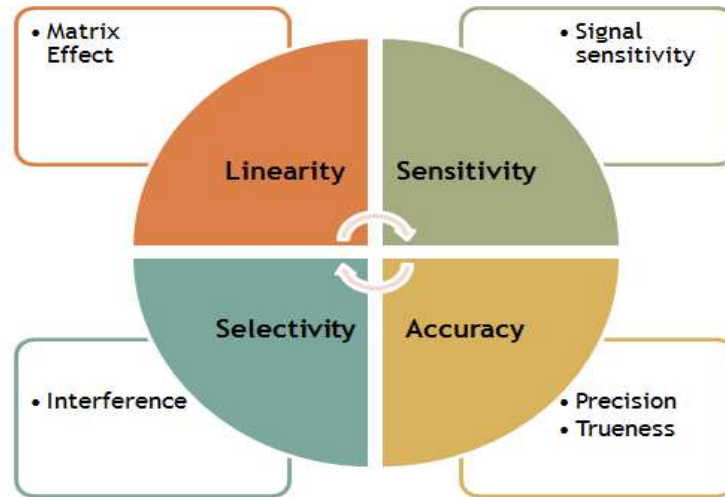 • Matrix
Effect
• Signal
sensitivity
Linearity
Sensitivity
Selectivity
Accuracy
• Interference
• Precision
• Trueness